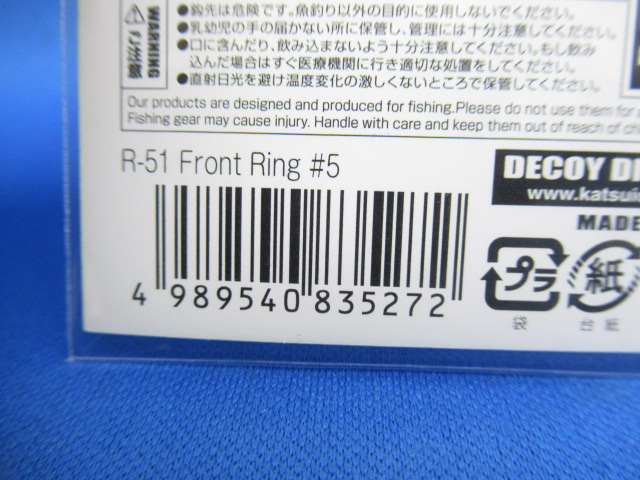 ●鈎先は危険です。魚釣り以外の目的に使用しないでください。
●乳幼児の手の届かない所に保管し、管理には十分注意してください。
●口に含んだり、飲み込まないよう十分注意してください。もし飲み
込んだ場合はすぐ医療機関に行き適切な処置をしてください。
●直射日光を避け温度変化の激しくないところで保管してください。
WARNING
Our products are designed and produced for fishing.Please do not use them for
Fishing gear may cause injury. Handle with care and keep them out of reach of
R-51 Front Ring #5
DECOY
www.katsui
MADE
プラ
紙
袋
台紙
4 989540 835272